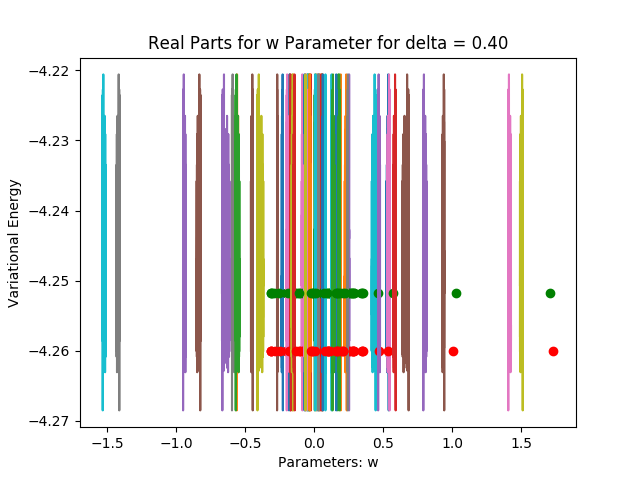 Real Parts for w Parameter for delta = 0.40
−4.22
−4.23
−4.24
−4.25
−4.26
−4.27
Variational Energy
−1.5 −1.0 −0.5 0.0 0.5 1.0 1.5
Parameters: w